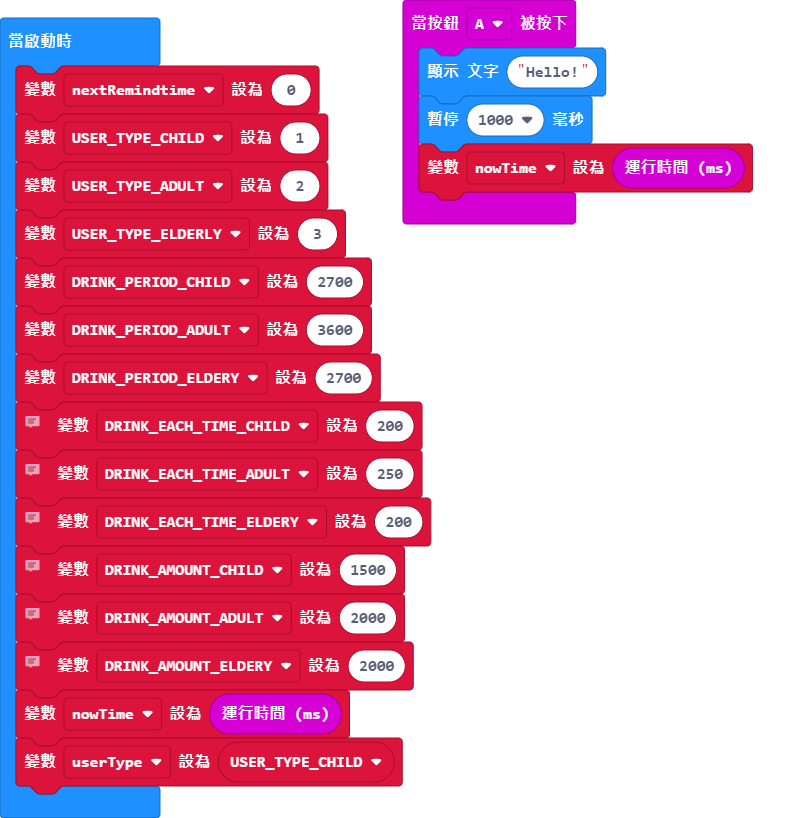 當啟動時
變數 nextRemindtime 設為 0
變數 USER_TYPE_CHILD 設為 1
變數 USER_TYPE_ADULT 設為 2
變數 USER_TYPE_ELDERLY 設為 3
變數 DRINK_PERIOD_CHILD 設為 2700
變數 DRINK_PERIOD_ADULT 設為 3600
變數 DRINK_PERIOD_ELDERY 設為 2700
變數 DRINK_EACH_TIME_CHILD 設為 200
變數 DRINK_EACH_TIME_ADULT 設為 250
變數 DRINK_EACH_TIME_ELDERY 設為 200
變數 DRINK_AMOUNT_CHILD 設為 1500
變數 DRINK_AMOUNT_ADULT 設為 2000
變數 DRINK_AMOUNT_ELDERY 設為 2000
變數 nowTime 設為 運行時間 (ms)
變數 userType 設為 USER_TYPE_CHILD
當按鈕 A 被按下
顯示 文字 "Hello!"
暫停 1000 毫秒
變數 nowTime 設為 運行時間 (ms)